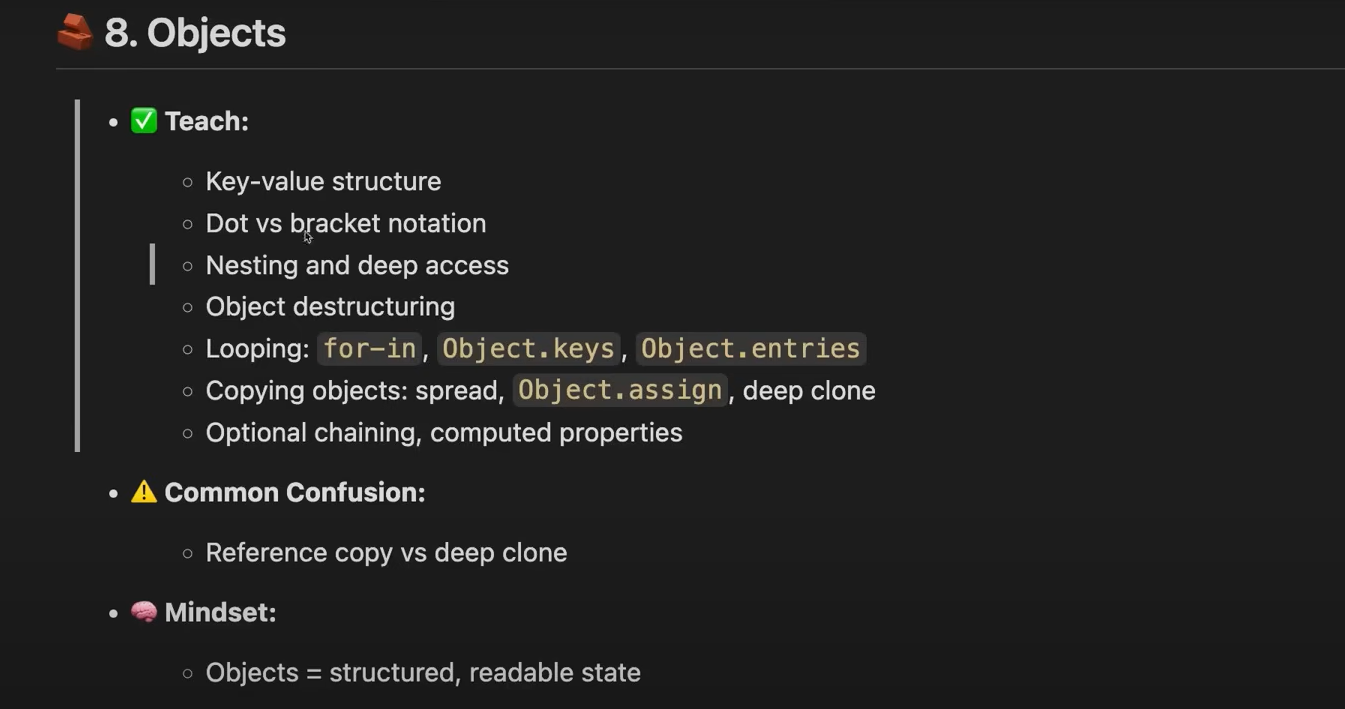 8. Objects
Teach:
Key-value structure
Dot vs bracket notation
Nesting and deep access
Object destructuring
Looping: for-in, Object.keys, Object.entries
Copying objects: spread, Object.assign, deep clone
Optional chaining, computed properties
Common Confusion:
Reference copy vs deep clone
Mindset:
Objects = structured, readable state